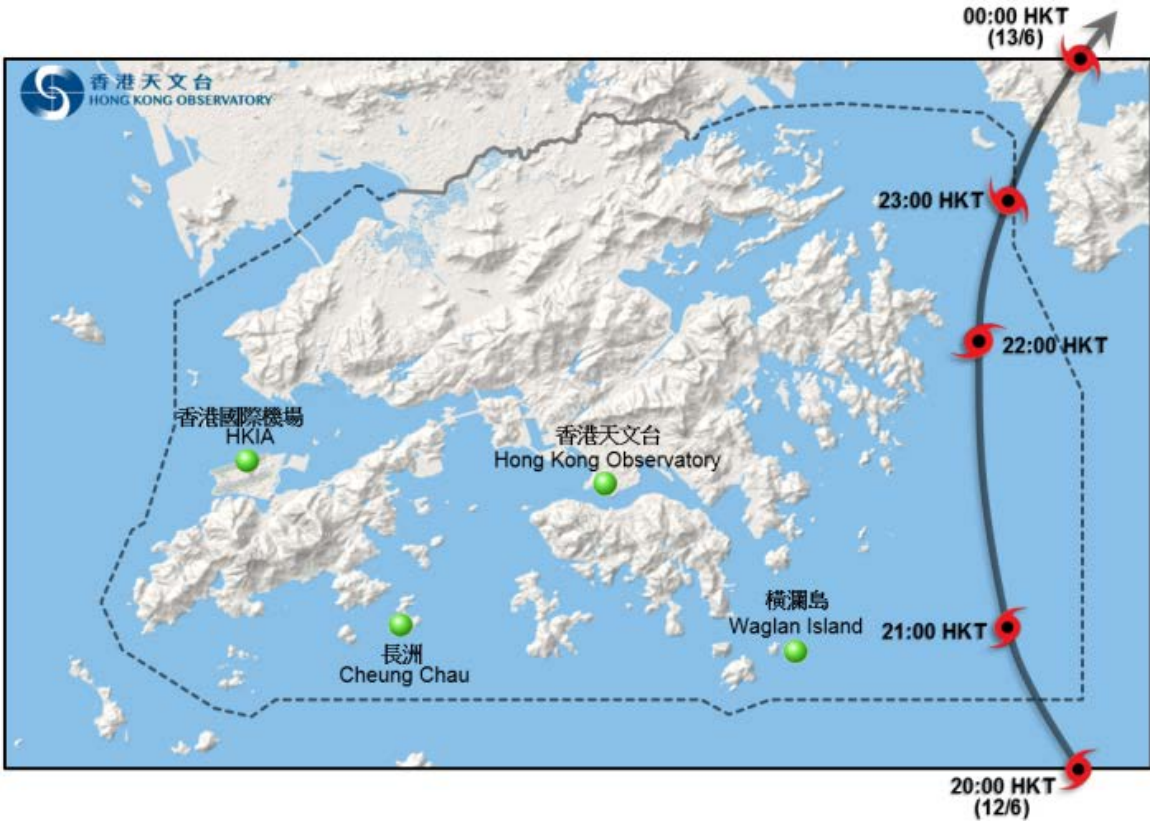 00:00 HKT
(13/6)
香港天文台
HONG KONG OBSERVATORY
23:00 HKT
22:00 HKT
香港國際機場
HKIA
香港天文台
Hong Kong Observatory
橫瀾島
Waglan Island
21:00 HKT
長洲
Cheung Chau
20:00 HKT
(12/6)